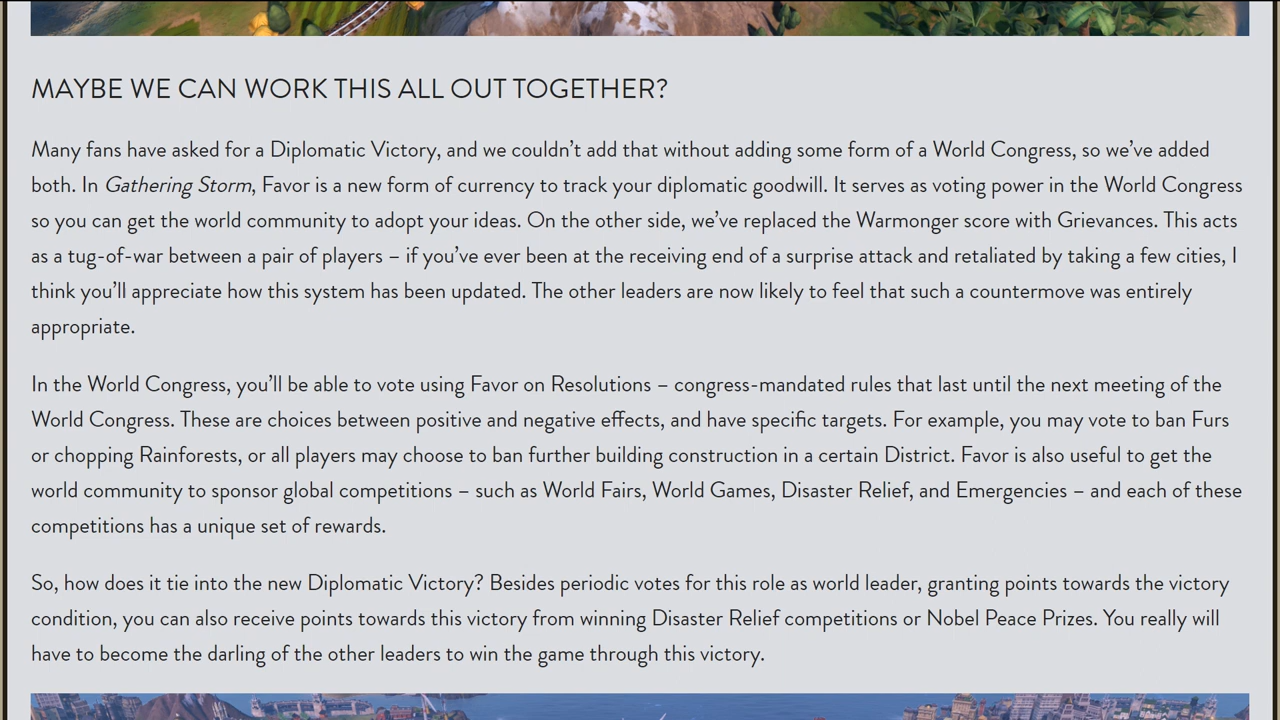 MAYBE WE CAN WORK THIS ALL OUT TOGETHER?
Many fans have asked for a Diplomatic Victory, and we couldn’t add that without adding some form of a World Congress, so we’ve added
both. In Gathering Storm, Favor is a new form of currency to track your diplomatic goodwill. It serves as voting power in the World Congress
so you can get the world community to adopt your ideas. On the other side, we’ve replaced the Warmonger score with Grievances. This acts
as a tug-of-war between a pair of players – if you’ve ever been at the receiving end of a surprise attack and retaliated by taking a few cities, I
think you’ll appreciate how this system has been updated. The other leaders are now likely to feel that such a countermove was entirely
appropriate.
In the World Congress, you’ll be able to vote using Favor on Resolutions – congress-mandated rules that last until the next meeting of the
World Congress. These are choices between positive and negative effects, and have specific targets. For example, you may vote to ban Furs
or chopping Rainforests, or all players may choose to ban further building construction in a certain District. Favor is also useful to get the
world community to sponsor global competitions – such as World Fairs, World Games, Disaster Relief, and Emergencies – and each of these
competitions has a unique set of rewards.
So, how does it tie into the new Diplomatic Victory? Besides periodic votes for this role as world leader, granting points towards the victory
condition, you can also receive points towards this victory from winning Disaster Relief competitions or Nobel Peace Prizes. You really will
have to become the darling of the other leaders to win the game through this victory.